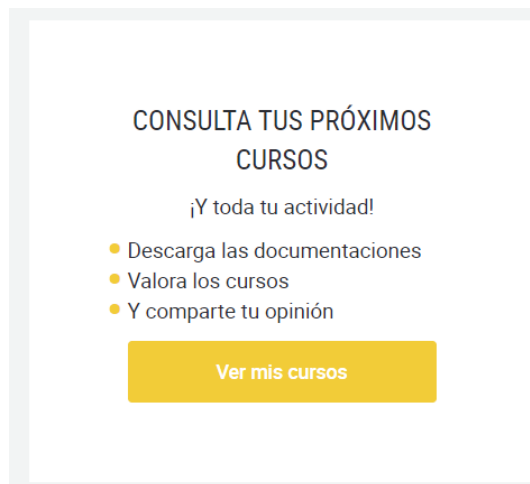 CONSULTA TUS PRÓXIMOS
CURSOS
¡Y toda tu actividad!
Descarga las documentaciones
Valora los cursos
Y comparte tu opinión
Ver mis cursos